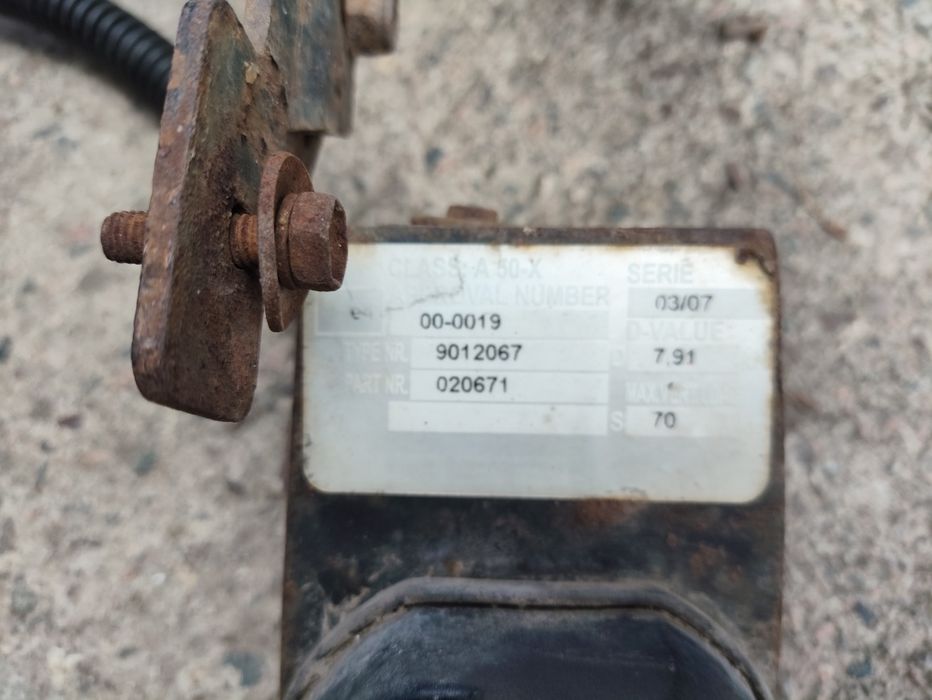 CLASS: A 50-X
SERIE
APPROVAL NUMBER
03/07
e4
00-0019
D-VALUE:
TYPE NR.
9012067
D
7,91
PART NR.
020671
S
70